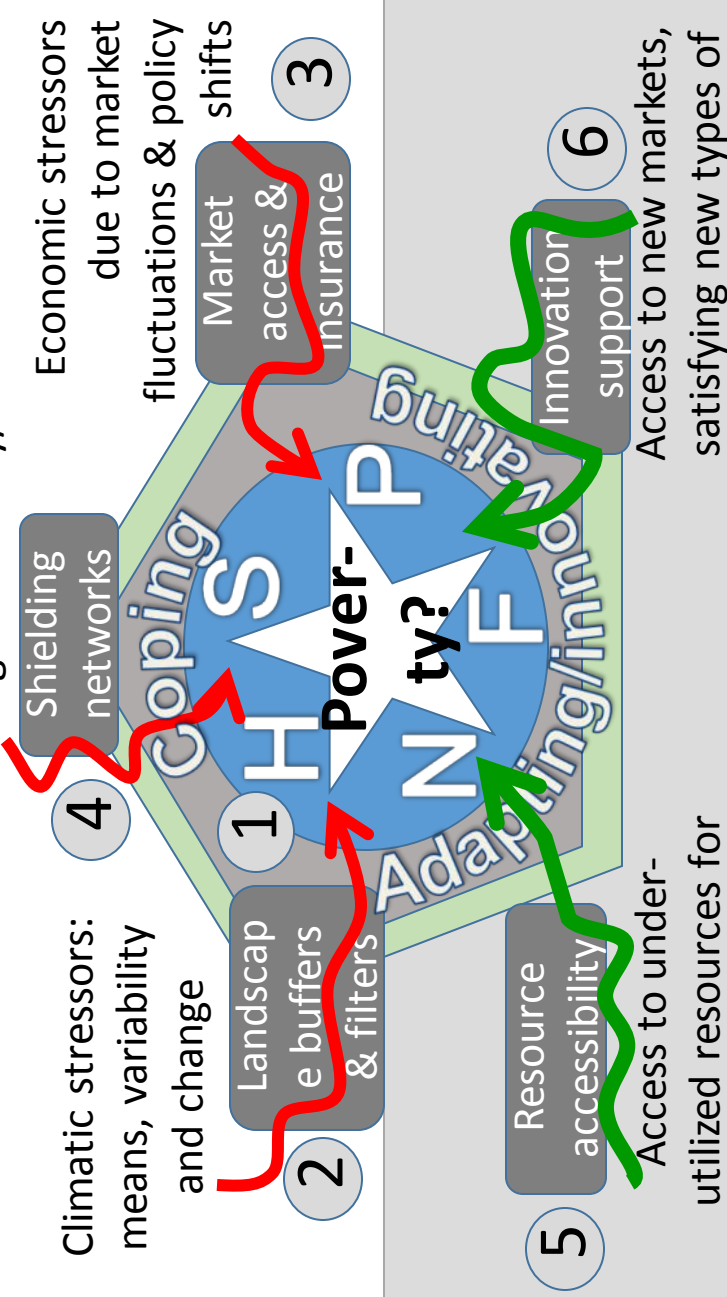 Shielding
networks
4
Climatic stressors:
means, variability
and change
Economic stressors
due to market
fluctuations & policy
shifts
3
Market
access &
insurance
Coping
S
H
1
P
Pover-
ty?
N
F
Landscap
e buffers
& filters
2
Adapting/innovating
Resource
accessibility
5
Innovation
support
6
Access to under-
utilized resources for
Access to new markets,
satisfying new types of